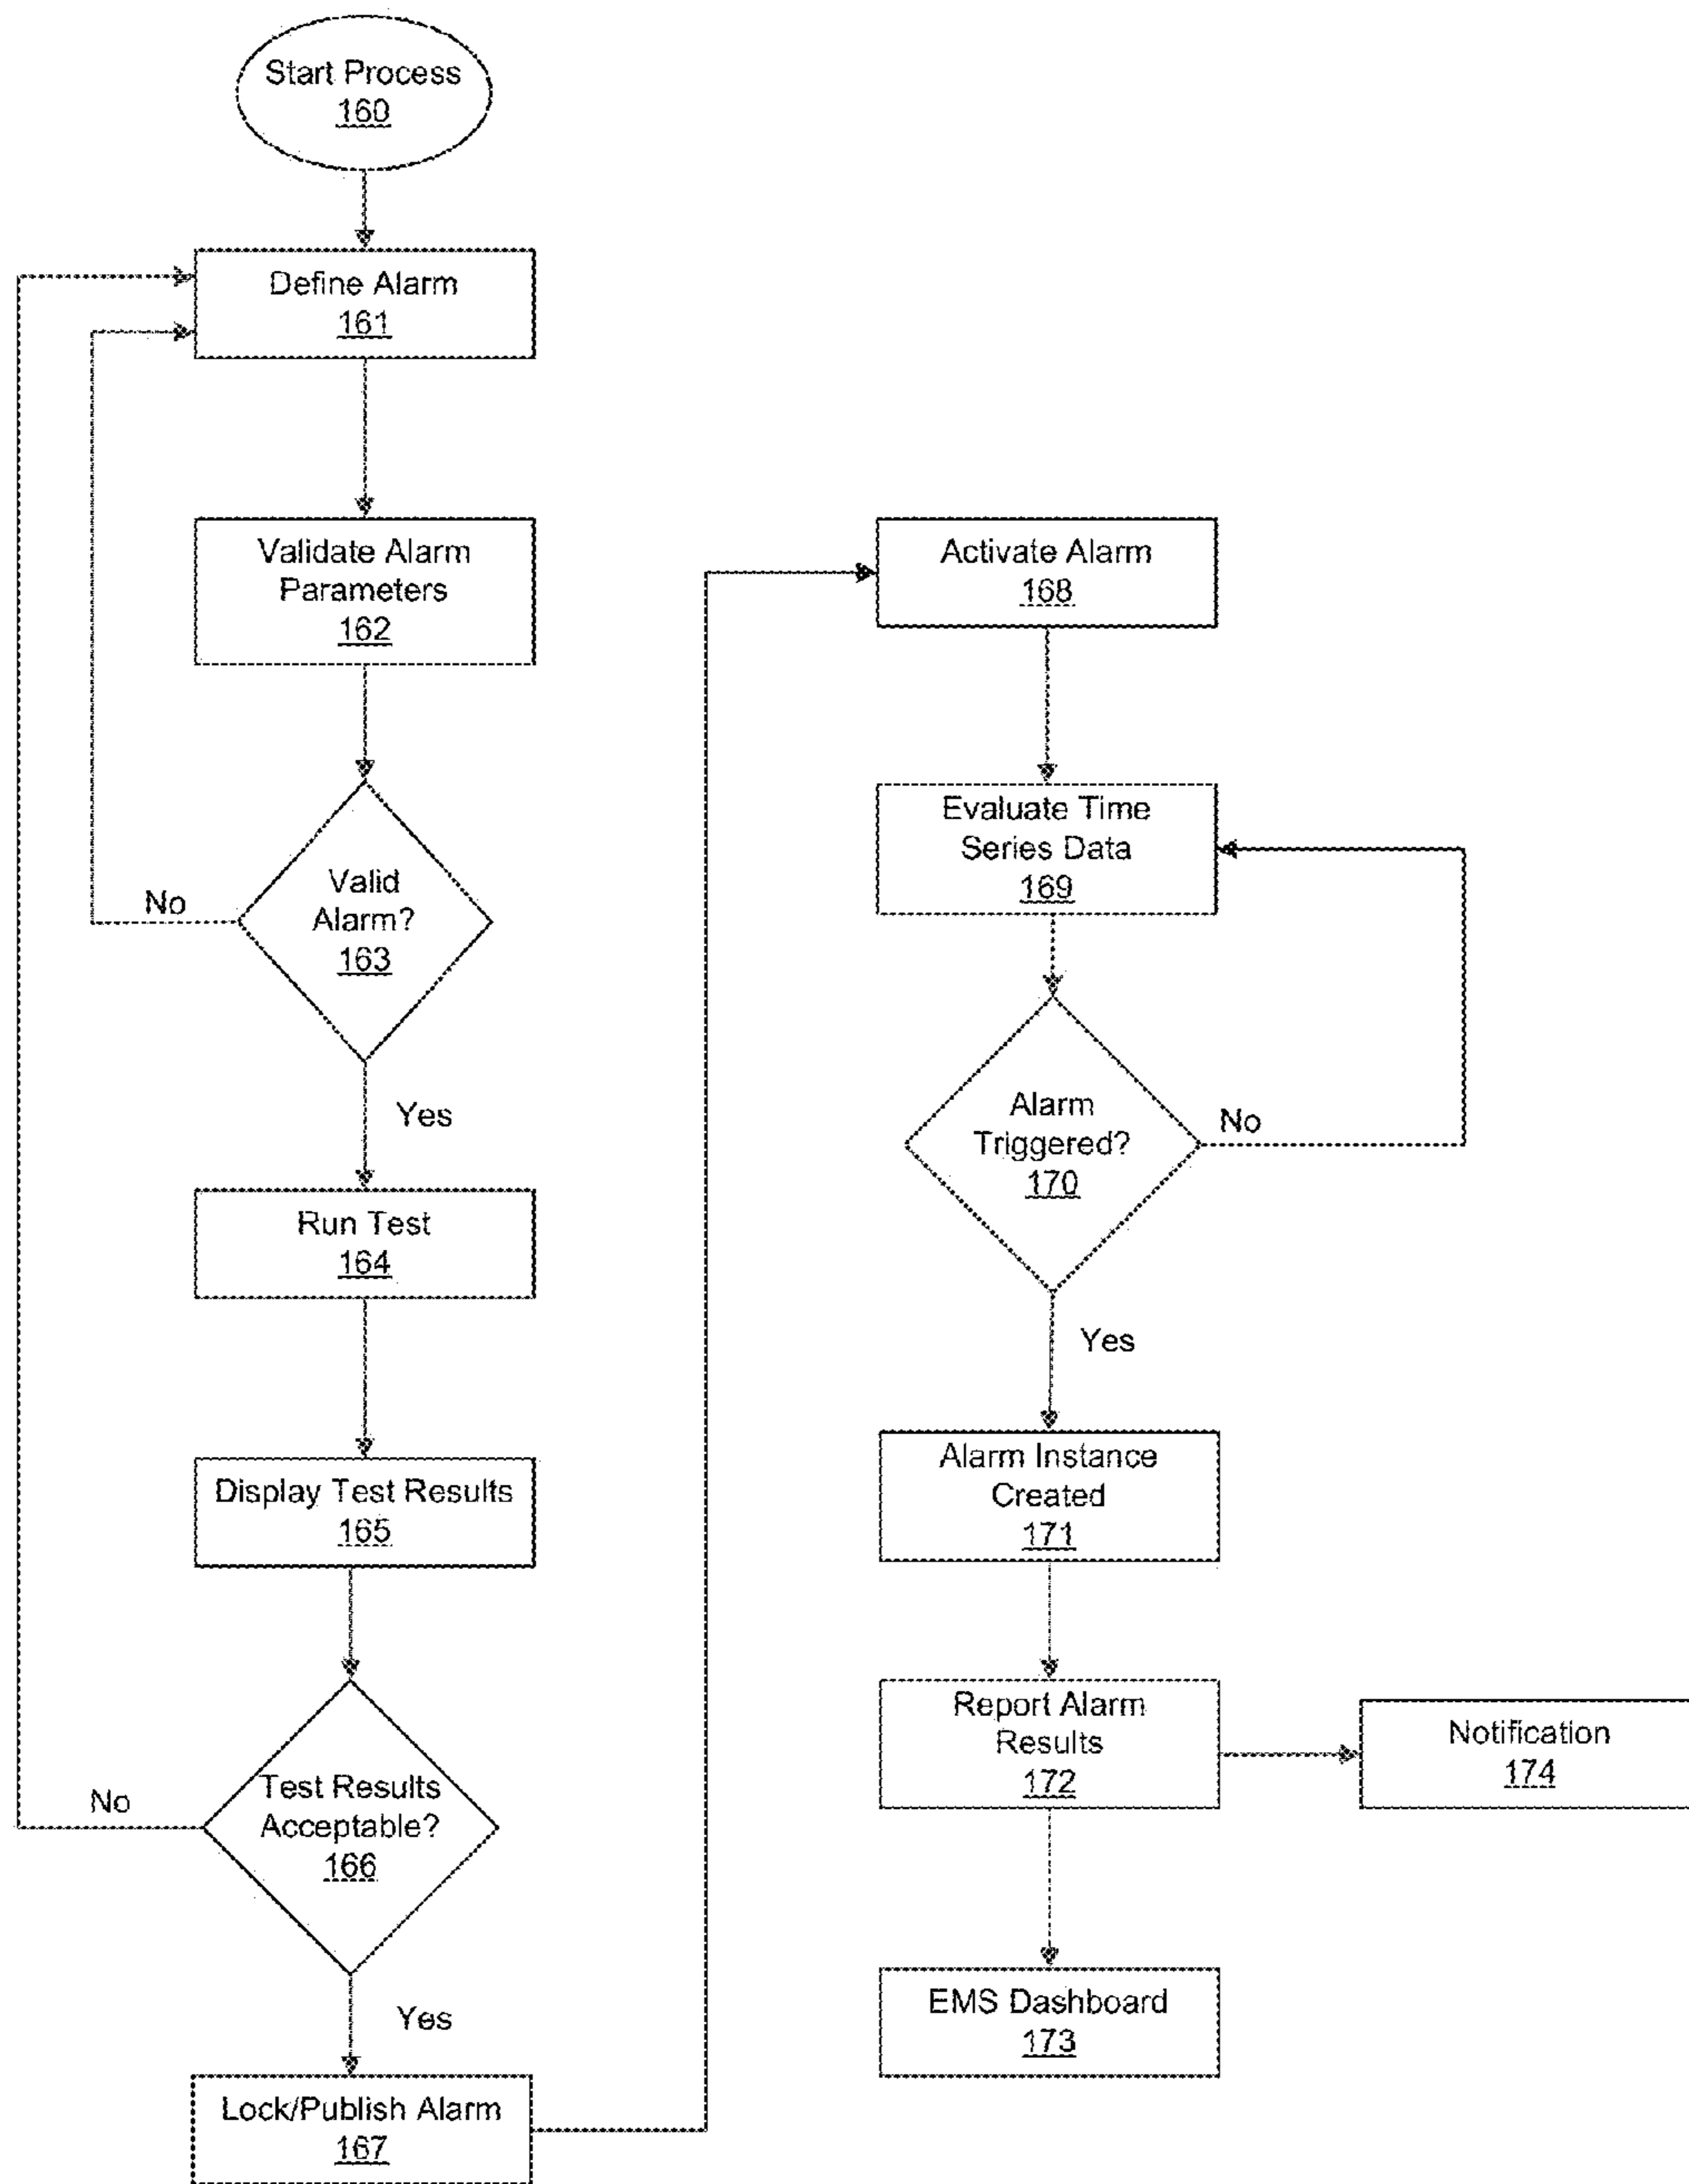 Start Process
160
Define Alarm
161
Validate Alarm
Parameters
162
Valid
Alarm?
163
No
Yes
Run Test
164
Display Test Results
165
Test Results
Acceptable?
166
No
Yes
Lock/Publish Alarm
167
Activate Alarm
168
Evaluate Time
Series Data
169
Alarm
Triggered?
170
No
Yes
Alarm Instance
Created
171
Report Alarm
Results
172
Notification
174
EMS Dashboard
173